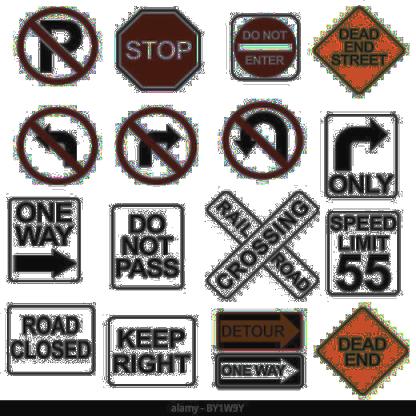 P
STOP
DO NOT
ENTER
DEAD
END
STREET
ONLY
ONE
WAY
DO
NOT
PASS
RAIL
CROSSING
ROAD
SPEED
LIMIT
55
ROAD
CLOSED
KEEP
RIGHT
DETOUR
ONE WAY
DEAD
END
alamy - BY1W9Y